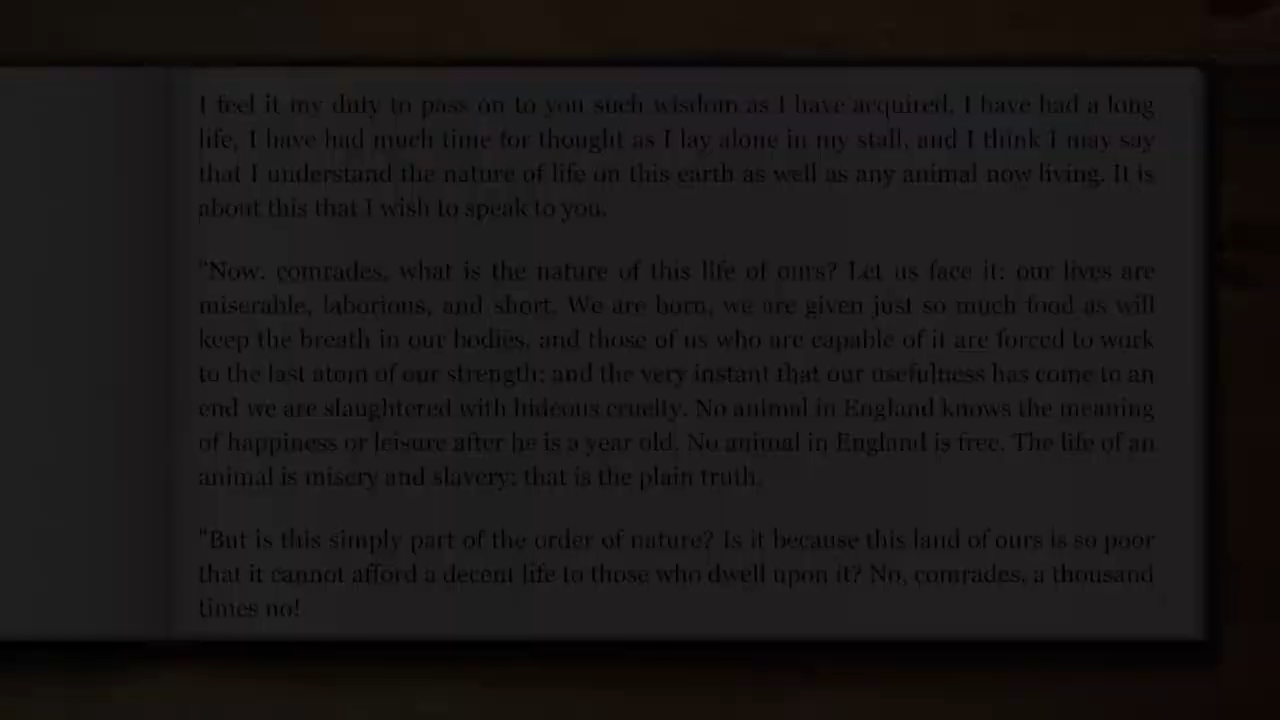 I feel it my duty to pass on to you such wisdom as I have acquired. I have had a long
life, I have had much time for thought as I lay alone in my stall, and I think I may say
that I understand the nature of life on this earth as well as any animal now living. It is
about this that I wish to speak to you.
"Now, comrades, what is the nature of this life of ours? Let us face it: our lives are
miserable, laborious, and short. We are born, we are given just so much food as will
keep the breath in our bodies, and those of us who are capable of it are forced to work
to the last atom of our strength; and the very instant that our usefulness has come to an
end we are slaughtered with hideous cruelty. No animal in England knows the meaning
of happiness or leisure after he is a year old. No animal in England is free. The life of an
animal is misery and slavery: that is the plain truth.
"But is this simply part of the order of nature? Is it because this land of ours is so poor
that it cannot afford a decent life to those who dwell upon it? No, comrades, a thousand
times no!